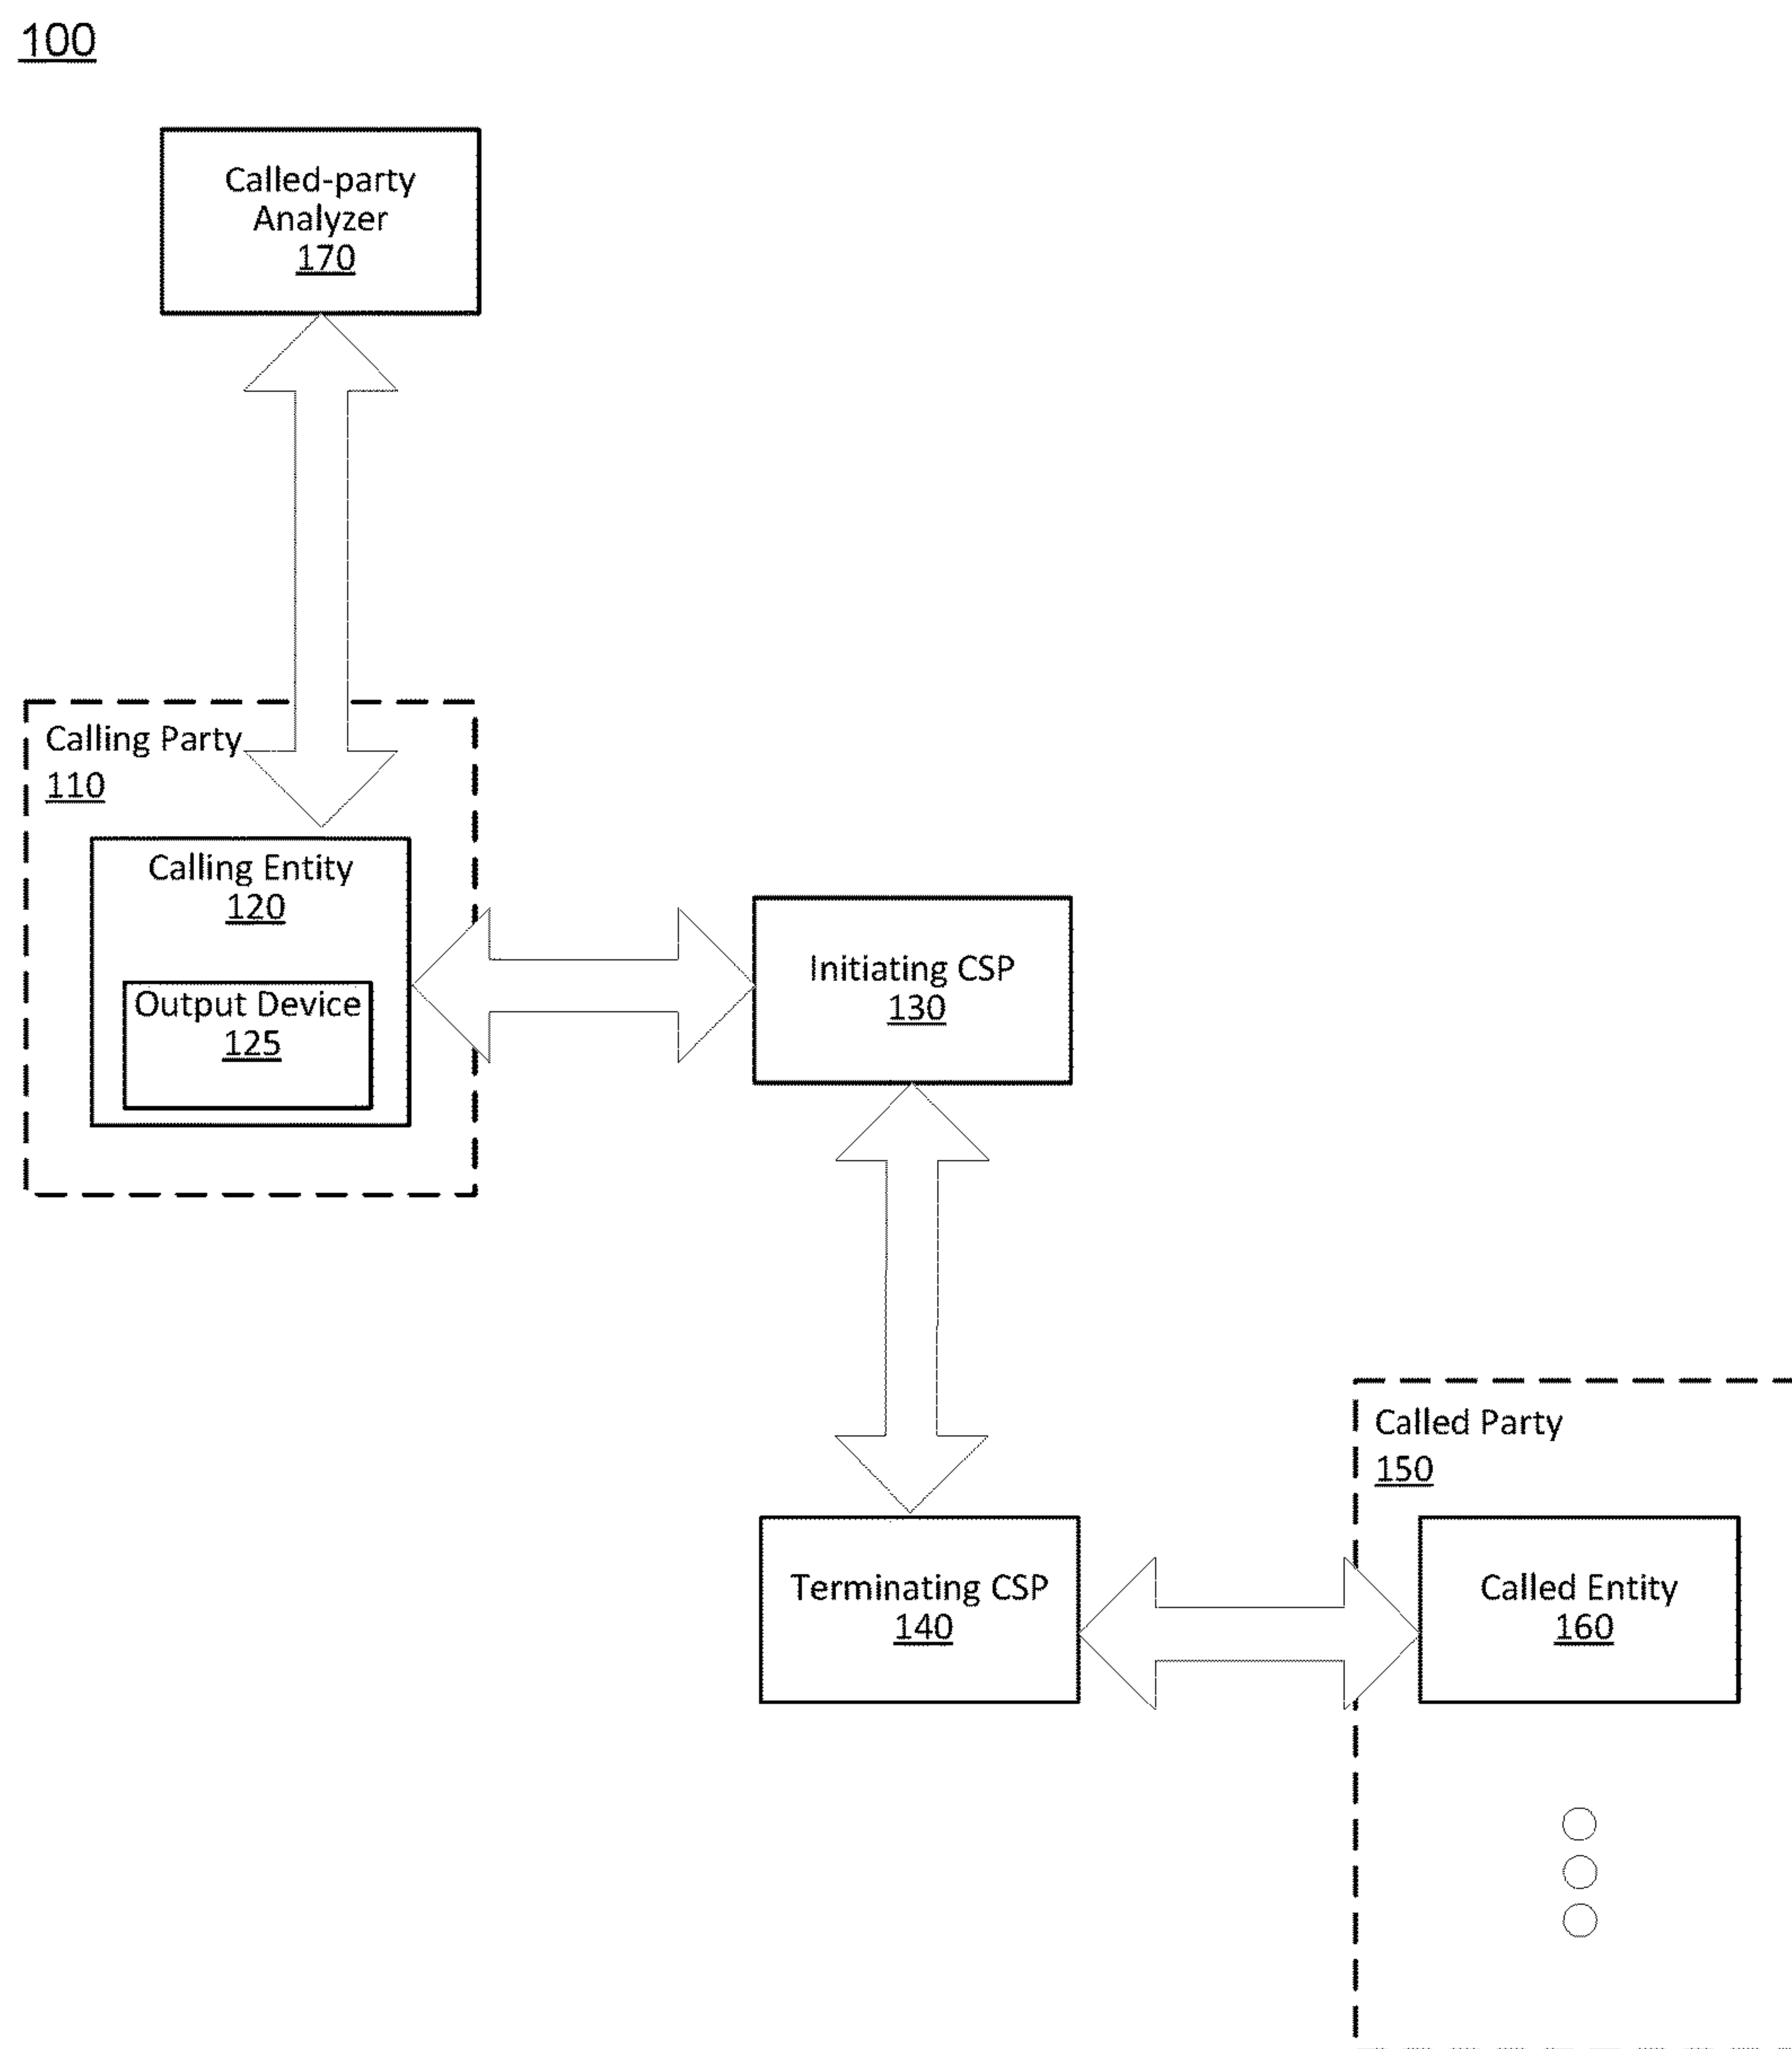 100
Called-party
Analyzer
170
Calling Party
110
Calling Entity
120
Output Device
125
Initiating CSP
130
Called Party
150
Terminating CSP
140
Called Entity
160